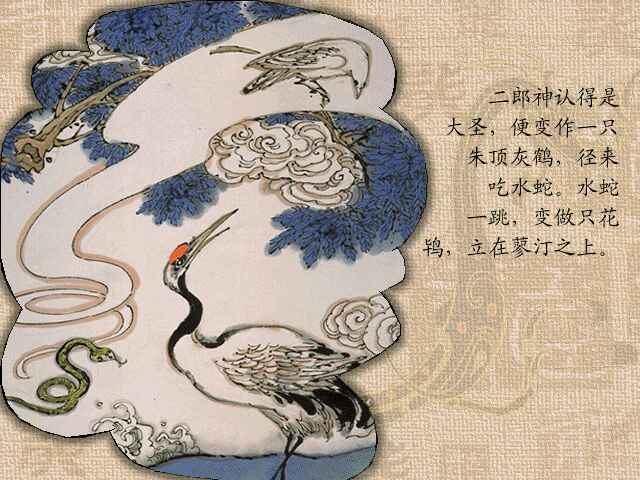 二郎神认得是
大圣，便变作一只
朱顶灰鹤，径来
吃水蛇。水蛇
一跳，变做只花
鸨，立在蓼汀之上。